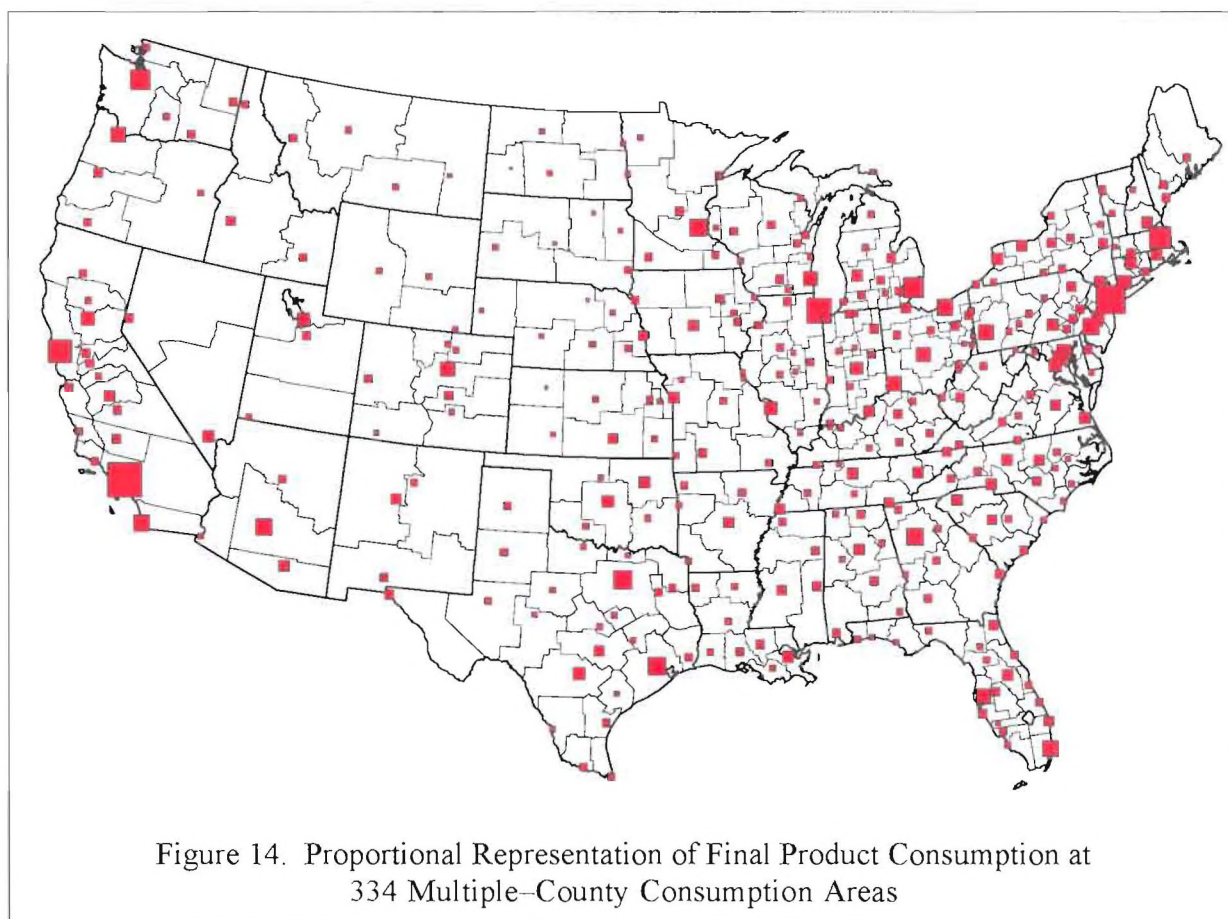 Figure 14. Proportional Representation of Final Product Consumption at
334 Multiple–County Consumption Areas